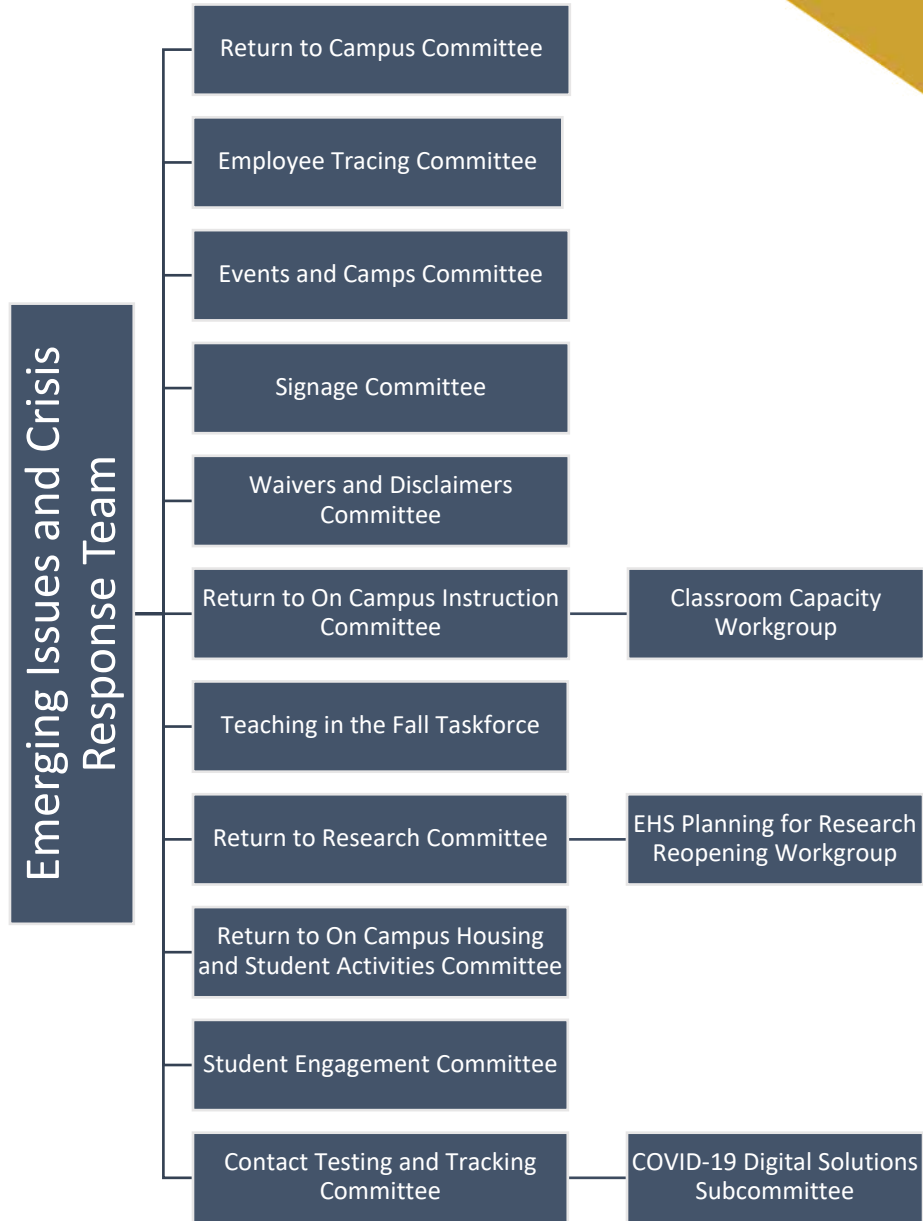 Emerging Issues and Crisis
Response Team
Return to Campus Committee
Employee Tracing Committee
Events and Camps Committee
Signage Committee
Waivers and Disclaimers
Committee
Return to On Campus Instruction
Committee
Classroom Capacity
Workgroup
Teaching in the Fall Taskforce
Return to Research Committee
EHS Planning for Research
Reopening Workgroup
Return to On Campus Housing
and Student Activities Committee
Student Engagement Committee
Contact Testing and Tracking
Committee
COVID-19 Digital Solutions
Subcommittee